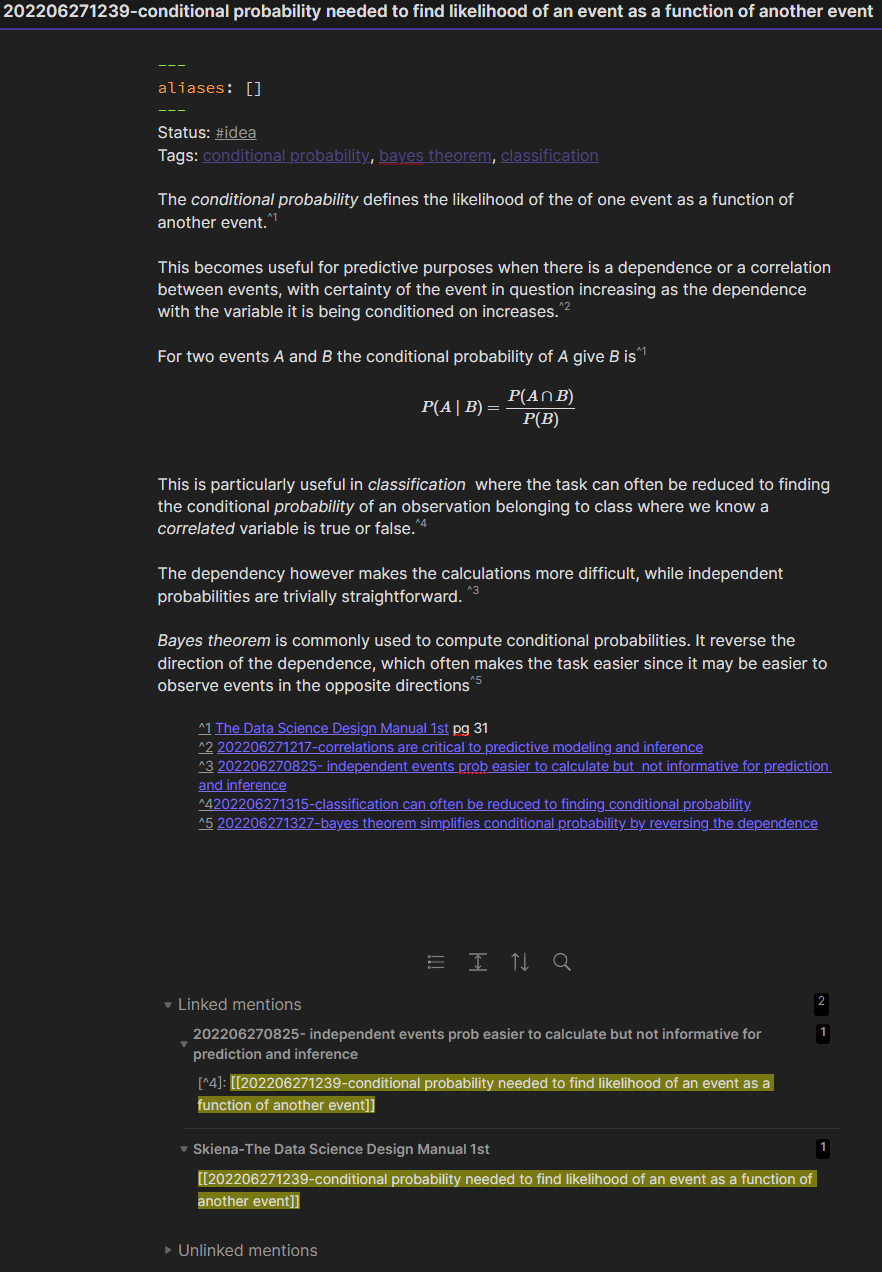 202206271239-conditional probability needed to find likelihood of an event as a function of another event
---
aliases: []
---
Status: #idea
Tags: conditional probability, bayes theorem, classification
The conditional probability defines the likelihood of the of one event as a function of
another event.^1
This becomes useful for predictive purposes when there is a dependence or a correlation
between events, with certainty of the event in question increasing as the dependence
with the variable it is being conditioned on increases.^2
For two events A and B the conditional probability of A give B is^1
P(A | B) = P(A ∩ B) / P(B)
This is particularly useful in classification where the task can often be reduced to finding
the conditional probability of an observation belonging to class where we know a
correlated variable is true or false.^4
The dependency however makes the calculations more difficult, while independent
probabilities are trivially straightforward. ^3
Bayes theorem is commonly used to compute conditional probabilities. It reverse the
direction of the dependence, which often makes the task easier since it may be easier to
observe events in the opposite directions^5
^1 The Data Science Design Manual 1st pg 31
^2 202206271217-correlations are critical to predictive modeling and inference
^3 202206270825- independent events prob easier to calculate but not informative for prediction
and inference
^4202206271315-classification can often be reduced to finding conditional probability
^5 202206271327-bayes theorem simplifies conditional probability by reversing the dependence
Linked mentions 2
202206270825- independent events prob easier to calculate but not informative for 1
prediction and inference
[^4]: [[202206271239-conditional probability needed to find likelihood of an event as a
function of another event]]
Skiena-The Data Science Design Manual 1st 1
[[202206271239-conditional probability needed to find likelihood of an event as a function of
another event]]
Unlinked mentions